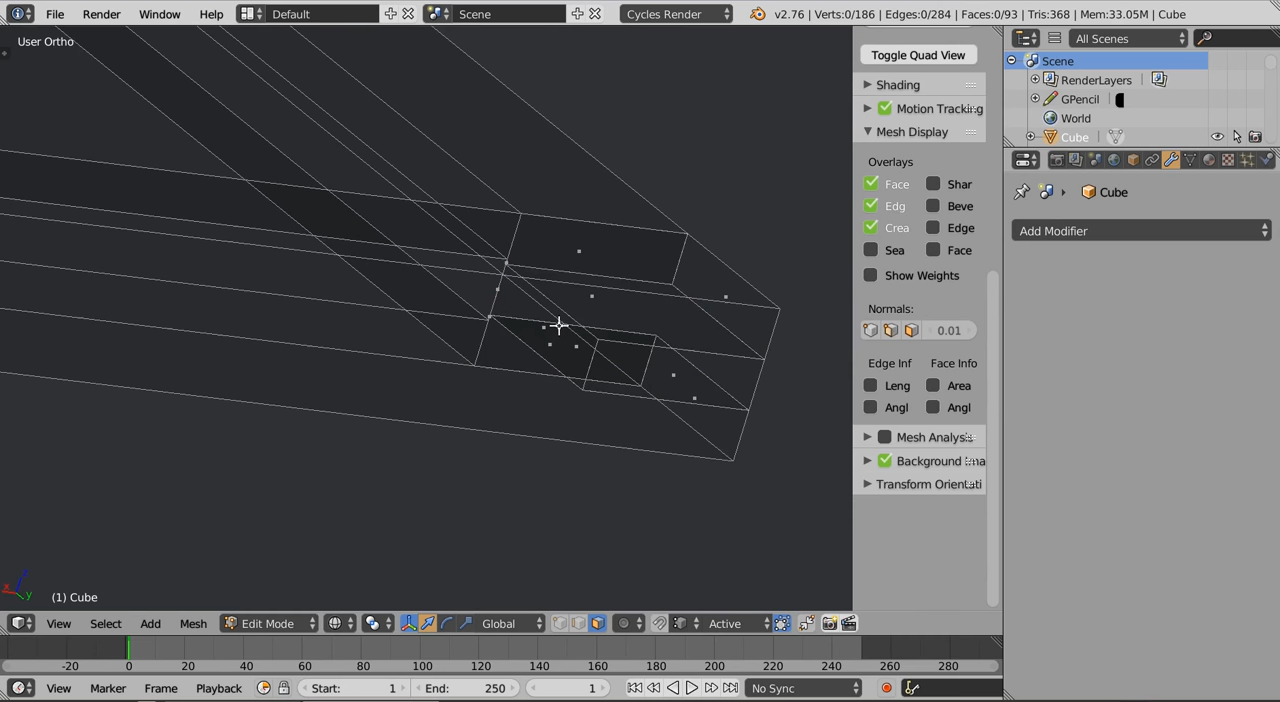 File Render Window Help Default Scene Cycles Render v2.76 | Verts:0/186 | Edges:0/284 | Faces:0/93 | Tris:368 | Mem:33.05M | Cube
User Ortho
Toggle Quad View
Shading
Motion Tracking
Mesh Display
Overlays
Face Shar
Edg Beve
Crea Edge
Sea Face
Show Weights
Normals:
0.01
Edge Inf Face Info
Leng Area
Angl Angl
Mesh Analysis
Background Ima
Transform Orientati
All Scenes
Scene
RenderLayers
GPencil
World
Cube
Cube
Add Modifier
x y
(1) Cube
View Select Add Mesh Edit Mode Global Active
-20 0 20 40 60 80 100 120 140 160 180 200 220 240 260 280
View Marker Frame Playback Start: 1 End: 250 1 No Sync